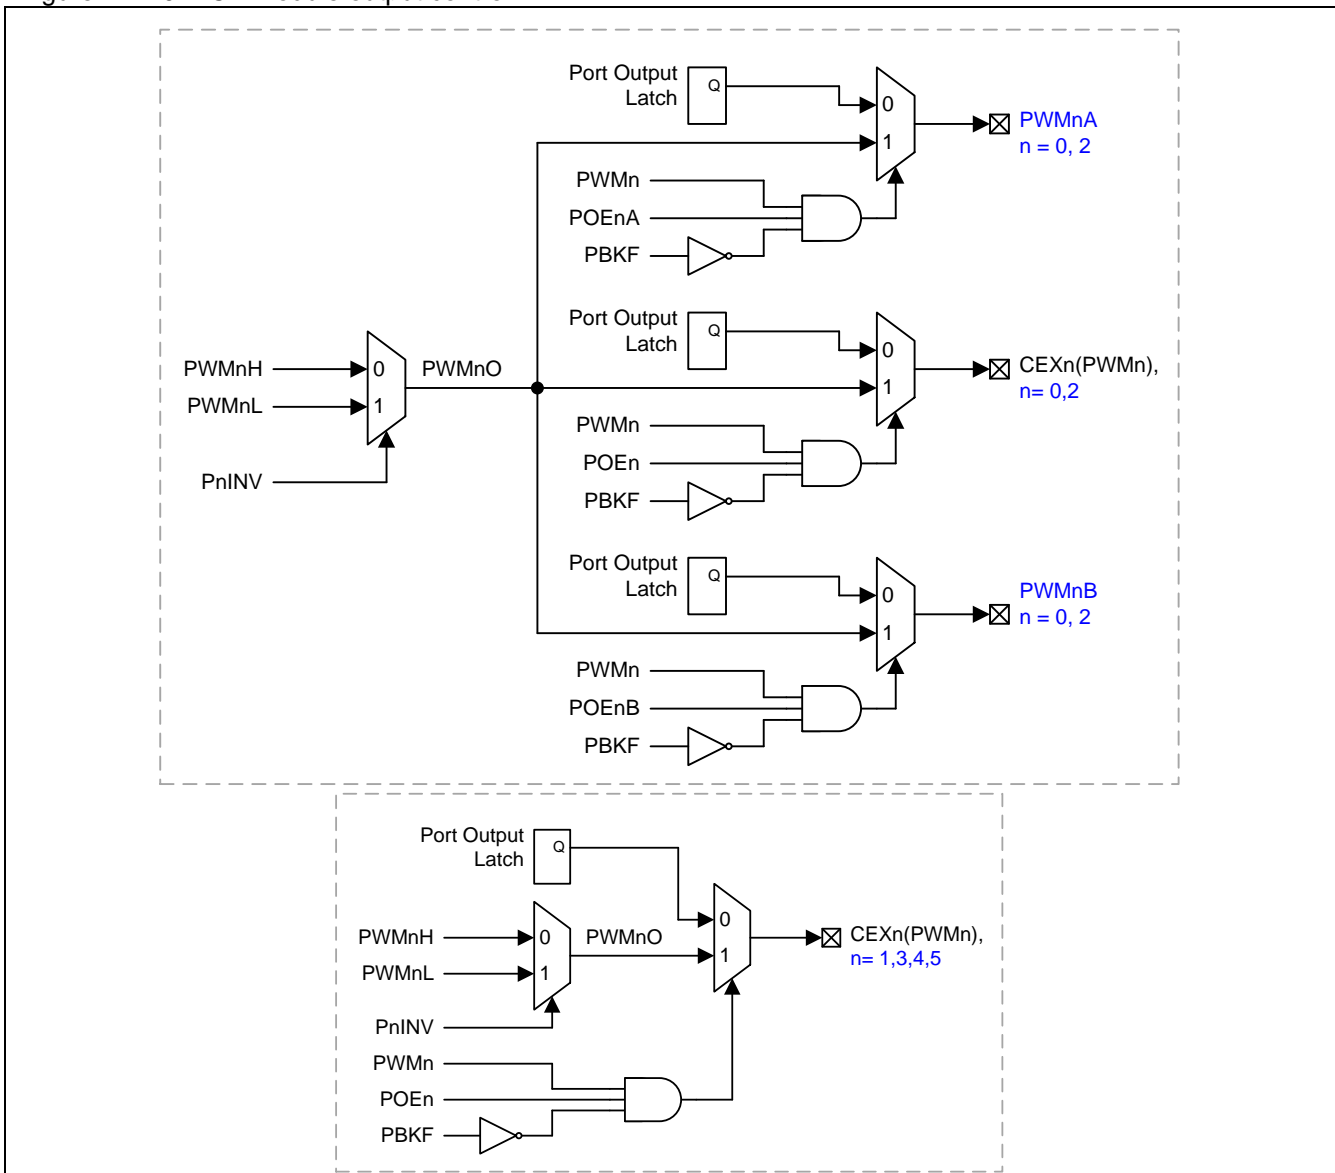 Port Output
Latch
Q
0
1
PWMnA
n = 0, 2
PWMn
POEnA
PBKF
PWMnH
PWMnL
0
1
PWMnO
PnINV
Port Output
Latch
Q
0
1
CEXn(PWMn),
n= 0,2
PWMn
POEn
PBKF
Port Output
Latch
Q
0
1
PWMnB
n = 0, 2
PWMn
POEnB
PBKF
Port Output
Latch
Q
PWMnH
PWMnL
0
1
PWMnO
0
1
CEXn(PWMn),
n= 1,3,4,5
PnINV
PWMn
POEn
PBKF